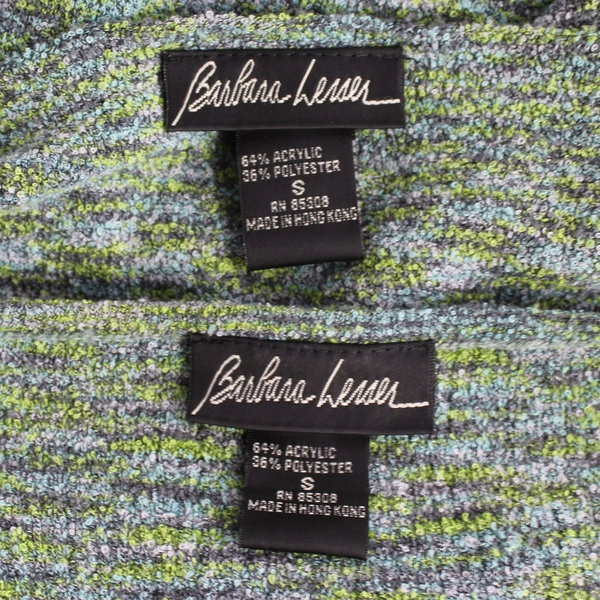 Barbara Lesser
64% ACRYLIC
36% POLYESTER
S
RN 85308
MADE IN HONG KONG
Barbara Lesser
64% ACRYLIC
36% POLYESTER
S
RN 85308
MADE IN HONG KONG